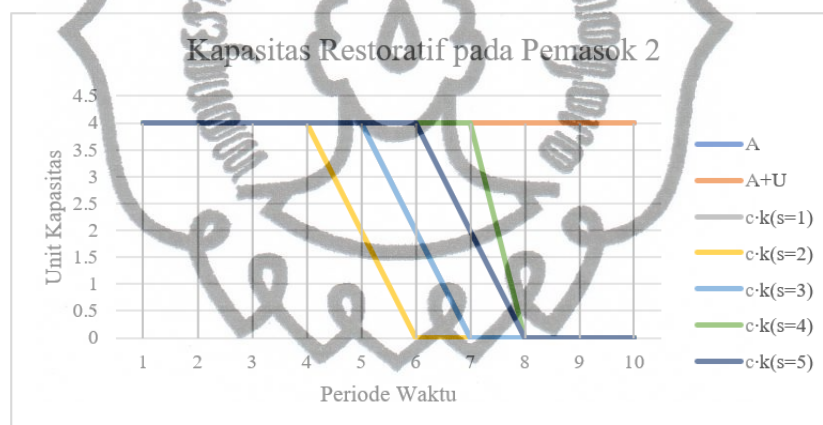 Kapasitas Restoratif pada Pemasok 2
4.5
4
3.5
3
2.5
2
1.5
1
0.5
0
Unit Kapasitas
1 2 3 4 5 6 7 8 9 10
Periode Waktu
A
A+U
c·k(s=1)
c·k(s=2)
c·k(s=3)
c·k(s=4)
c·k(s=5)